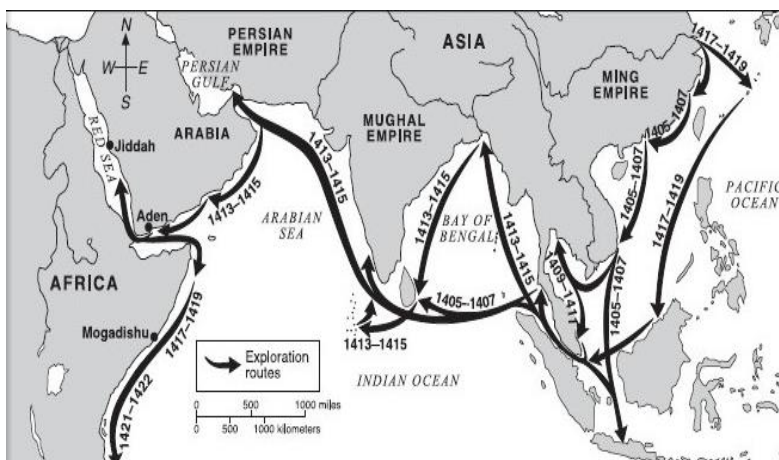 N
W
E
S
PERSIAN
EMPIRE
ASIA
1417–1419
PERSIAN
GULF
MING
EMPIRE
RED SEA
Jiddah
ARABIA
MUGHAL
EMPIRE
1405–1407
1413–1415
1413–1415
1405–1407
PACIFIC
OCEAN
Aden
ARABIAN
SEA
1413–1415
BAY OF
BENGAL
1413–1415
1417–1419
AFRICA
1409–1411
1405–1407
1405–1407
Mogadishu
1417–1419
1413–1415
Exploration
routes
INDIAN OCEAN
1421–1422
0 500 1000 miles
0 500 1000 kilometers